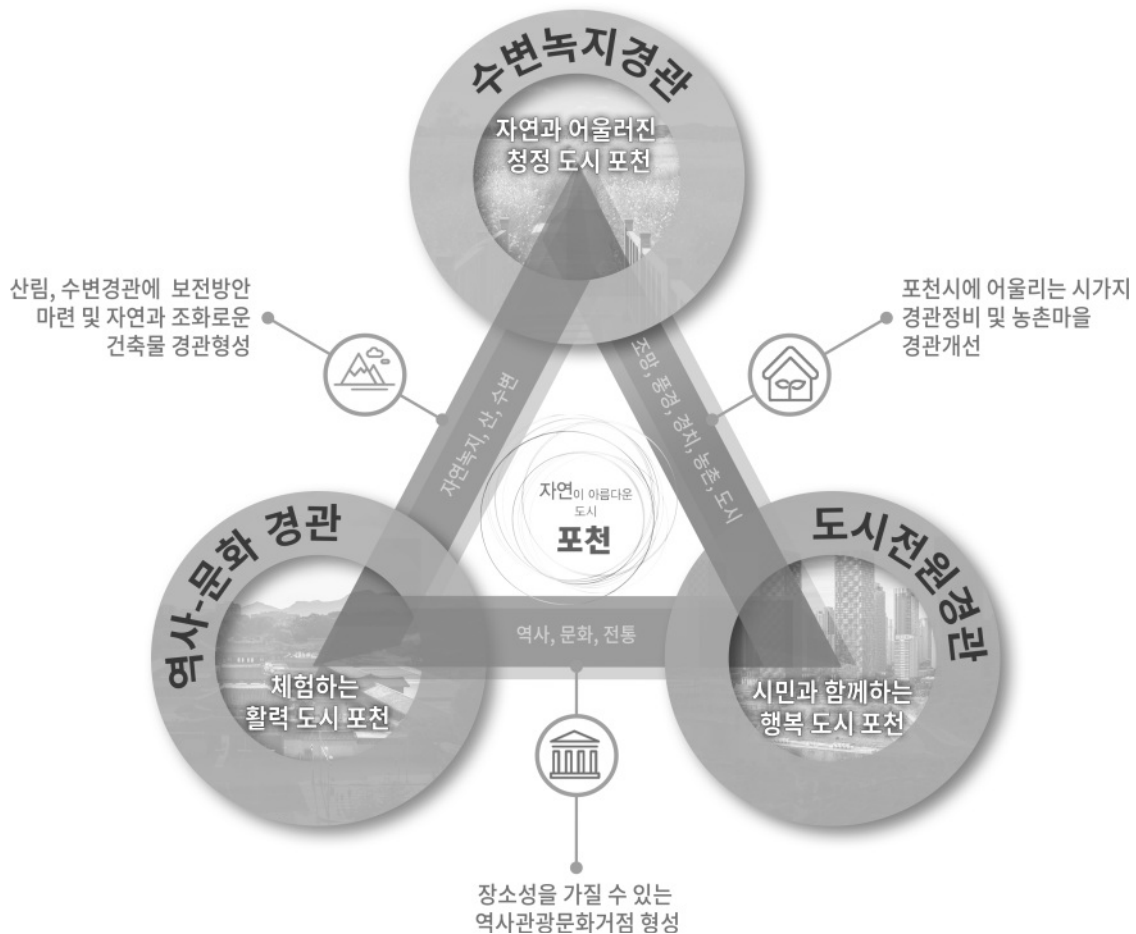 수변녹지경관
자연과 어울러진
청정 도시 포천
산림, 수변경관에 보전방안
마련 및 자연과 조화로운
건축물 경관형성
포천시에 어울리는 시가지
경관정비 및 농촌마을
경관개선
자연녹지, 산, 수변
조망, 풍경, 경치, 농촌, 도시
자연이 아름다운
도시
포천
역사-문화 경관
체험하는
활력 도시 포천
역사, 문화, 전통
도시전원경관
시민과 함께하는
행복 도시 포천
장소성을 가질 수 있는
역사관광문화거점 형성